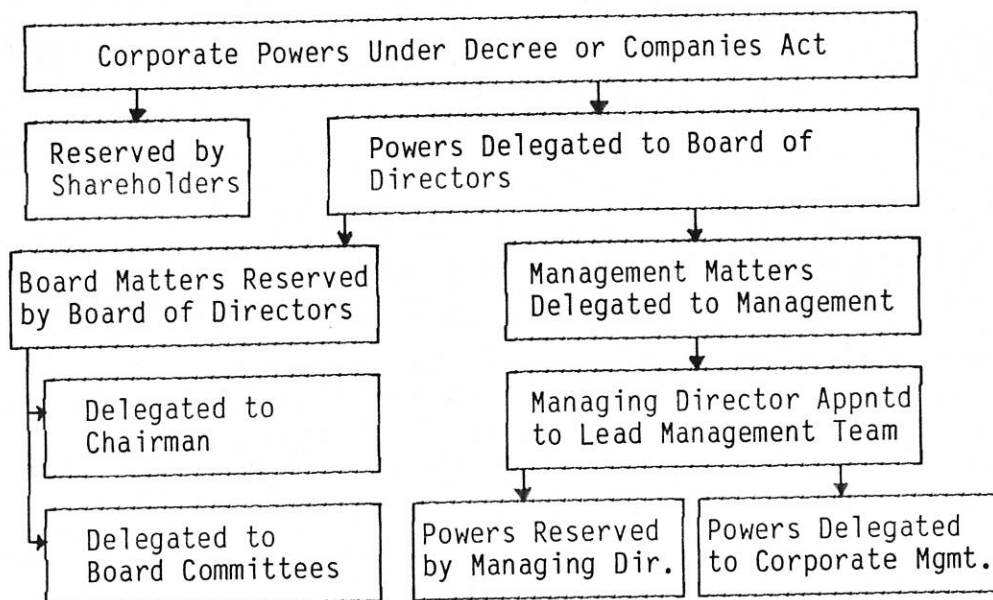 Corporate Powers Under Decree or Companies Act
Reserved by
Shareholders
Powers Delegated to Board of
Directors
Board Matters Reserved
by Board of Directors
Management Matters
Delegated to Management
Delegated to
Chairman
Managing Director Appntd
to Lead Management Team
Delegated to
Board Committees
Powers Reserved
by Managing Dir.
Powers Delegated
to Corporate Mgmt.